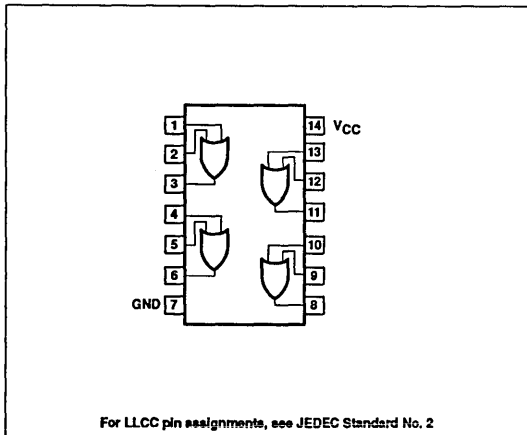 1 14 VCC
2 13
3 12
4 11
5 10
6 9
GND 7 8
For LLCC pin assignments, see JEDEC Standard No. 2